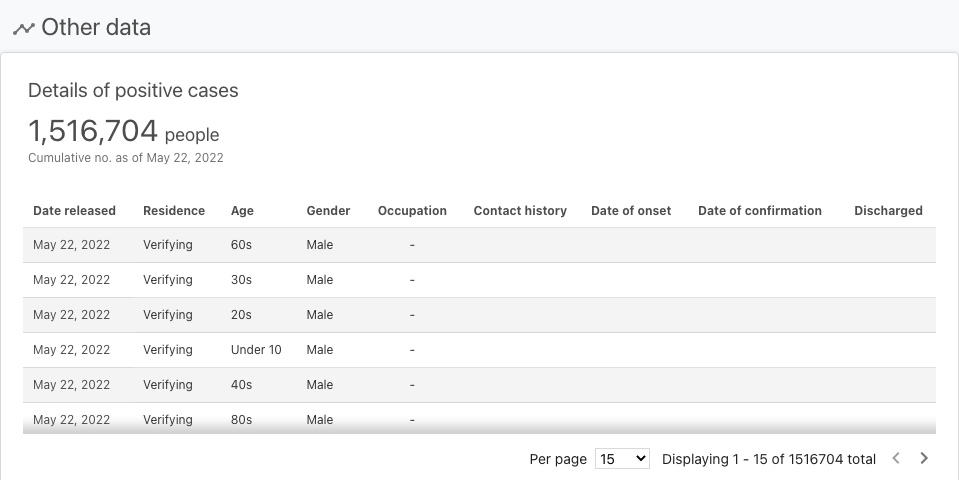 Other data
Details of positive cases
1,516,704 people
Cumulative no. as of May 22, 2022
Date released Residence Age Gender Occupation Contact history Date of onset Date of confirmation Discharged
May 22, 2022 Verifying 60s Male -
May 22, 2022 Verifying 30s Male -
May 22, 2022 Verifying 20s Male -
May 22, 2022 Verifying Under 10 Male -
May 22, 2022 Verifying 40s Male -
May 22, 2022 Verifying 80s Male -
Per page 15 Displaying 1 - 15 of 1516704 total